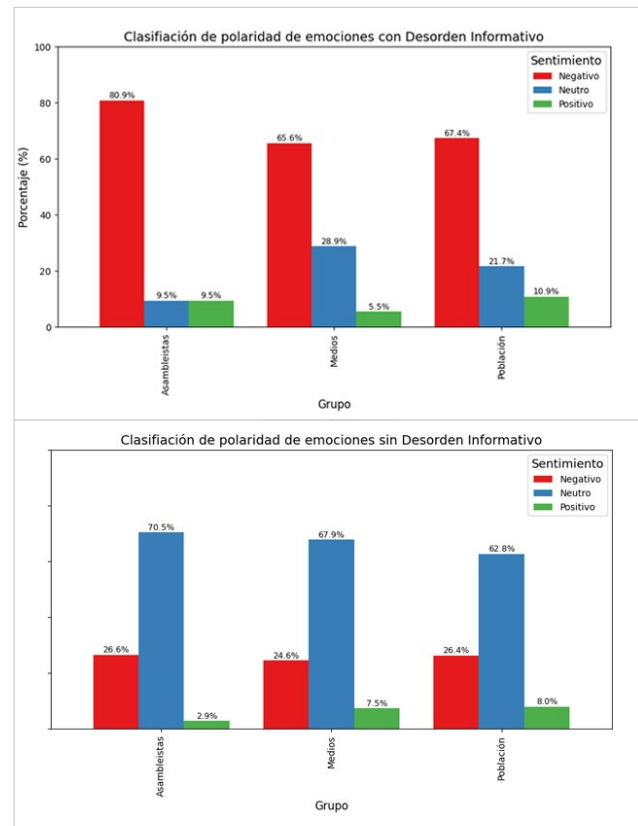 Clasifiación de polaridad de emociones con Desorden Informativo
Sentimiento
Negativo
Neutro
Positivo
Porcentaje (%)
100
80
60
40
20
0
80.9%
9.5%
9.5%
65.6%
28.9%
5.5%
67.4%
21.7%
10.9%
Asambleistas
Medios
Población
Grupo
Clasifiación de polaridad de emociones sin Desorden Informativo
Sentimiento
Negativo
Neutro
Positivo
26.6%
70.5%
2.9%
24.6%
67.9%
7.5%
26.4%
62.8%
8.0%
Asambleistas
Medios
Población
Grupo